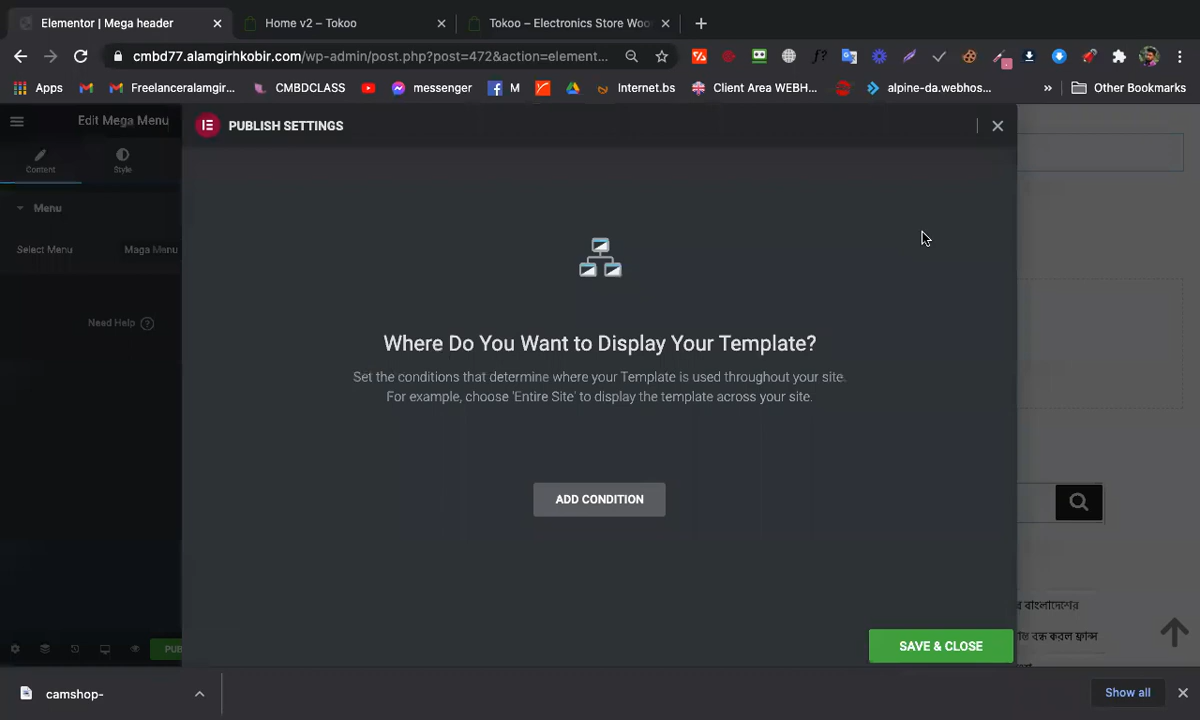 Elementor | Mega header
Home v2 – Tokoo
Tokoo – Electronics Store Woo
cmbd77.alamgirhkobir.com/wp-admin/post.php?post=472&action=element...
Apps
Freelanceralamgir...
CMBDCLASS
messenger
M
Internet.bs
Client Area WEBH...
alpine-da.webhos...
»
Other Bookmarks
Edit Mega Menu
PUBLISH SETTINGS
Content
Style
Menu
Select Menu
Maga Menu
Need Help
Where Do You Want to Display Your Template?
Set the conditions that determine where your Template is used throughout your site.
For example, choose 'Entire Site' to display the template across your site.
ADD CONDITION
র বাংলাদেশের
বন্ধ করল ফ্রান্স
PUB
SAVE & CLOSE
camshop-
Show all